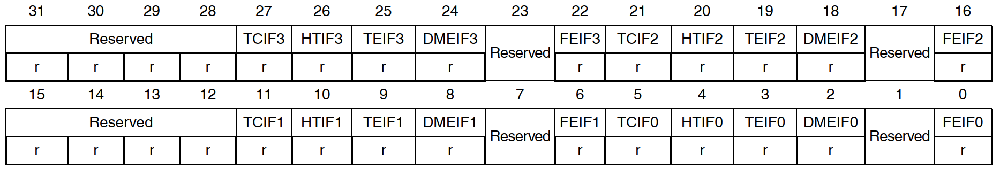 31 30 29 28 27 26 25 24 23 22 21 20 19 18 17 16
Reserved TCIF3 HTIF3 TEIF3 DMEIF3 Reserved FEIF3 TCIF2 HTIF2 TEIF2 DMEIF2 Reserved FEIF2
r r r r r r r r r r r r r r
15 14 13 12 11 10 9 8 7 6 5 4 3 2 1 0
Reserved TCIF1 HTIF1 TEIF1 DMEIF1 Reserved FEIF1 TCIF0 HTIF0 TEIF0 DMEIF0 Reserved FEIF0
r r r r r r r r r r r r r r